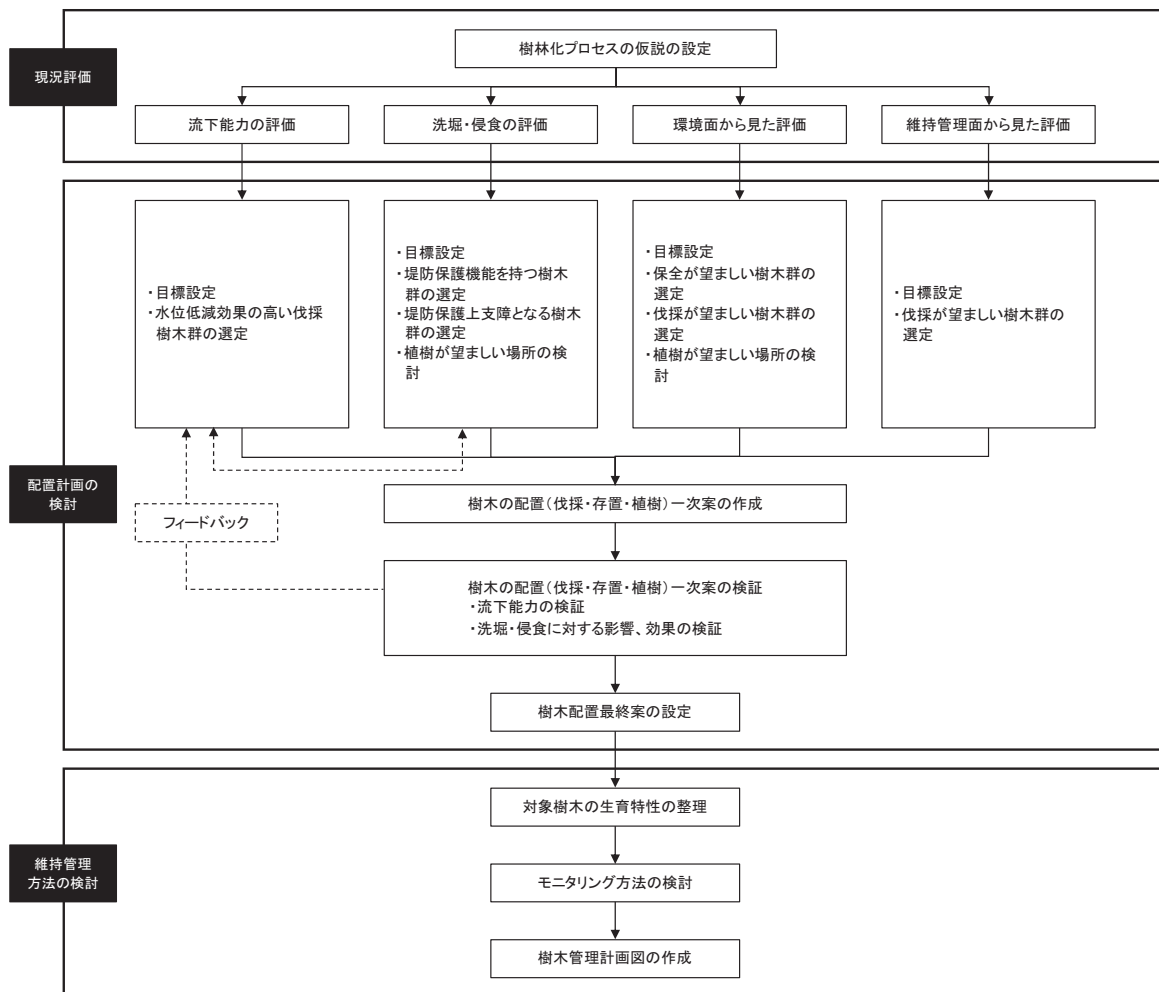 現況評価
樹林化プロセスの仮説の設定
流下能力の評価
洗堀・侵食の評価
環境面から見た評価
維持管理面から見た評価
配置計画の
検討
・目標設定
・水位低減効果の高い伐採
樹木群の選定
・目標設定
・堤防保護機能を持つ樹木
群の選定
・堤防保護上支障となる樹木
群の選定
・植樹が望ましい場所の検
討
・目標設定
・保全が望ましい樹木群の
選定
・伐採が望ましい樹木群の
選定
・植樹が望ましい場所の検
討
・目標設定
・伐採が望ましい樹木群の
選定
樹木の配置(伐採・存置・植樹)一次案の作成
フィードバック
樹木の配置(伐採・存置・植樹)一次案の検証
・流下能力の検証
・洗堀・侵食に対する影響、効果の検証
樹木配置最終案の設定
維持管理
方法の検討
対象樹木の生育特性の整理
モニタリング方法の検討
樹木管理計画図の作成